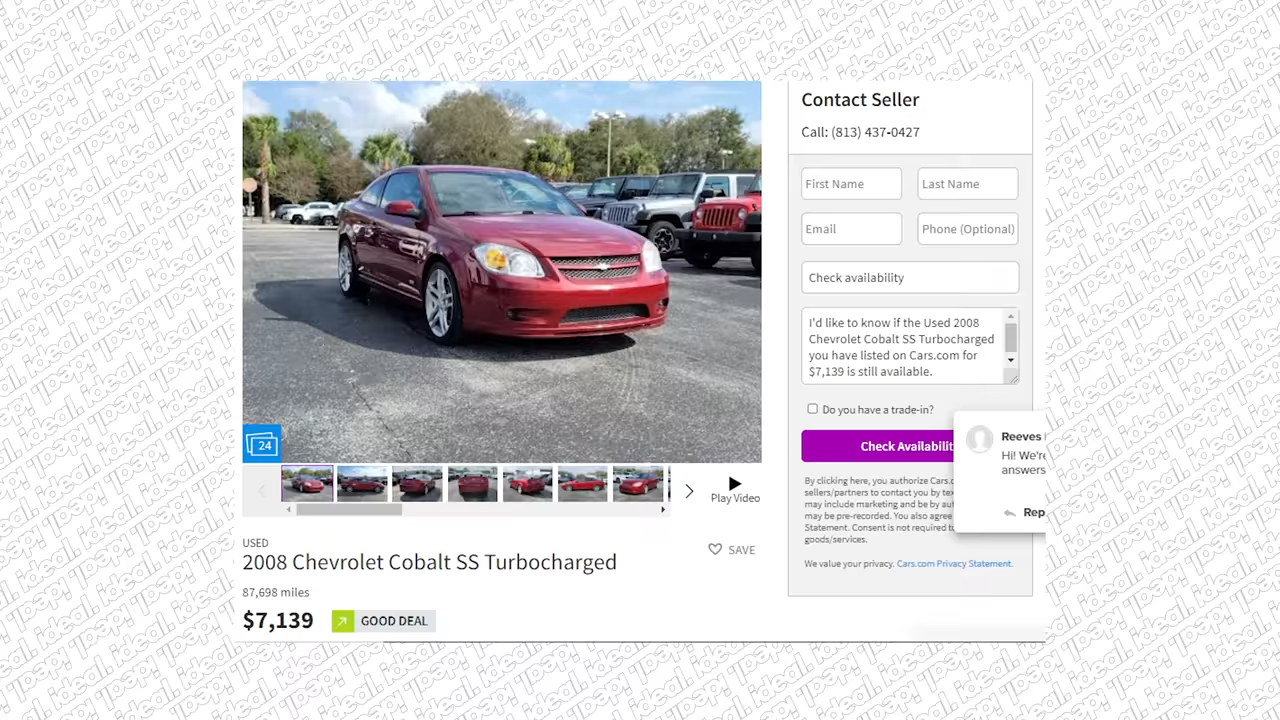 Contact Seller
Call: (813) 437-0427
First Name
Last Name
Email
Phone (Optional)
Check availability
I'd like to know if the Used 2008
Chevrolet Cobalt SS Turbocharged
you have listed on Cars.com for
$7,139 is still available.
Do you have a trade-in?
Check Availabilit
Reeves
Hi! We're
answers
Rep
By clicking here, you authorize Cars.c
sellers/partners to contact you by tex
may include marketing and be by aut
may be pre-recorded. You also agree
Statement. Consent is not required t
goods/services.
We value your privacy. Cars.com Privacy Statement.
24
Play Video
USED
2008 Chevrolet Cobalt SS Turbocharged
SAVE
87,698 miles
$7,139
GOOD DEAL
ideal!